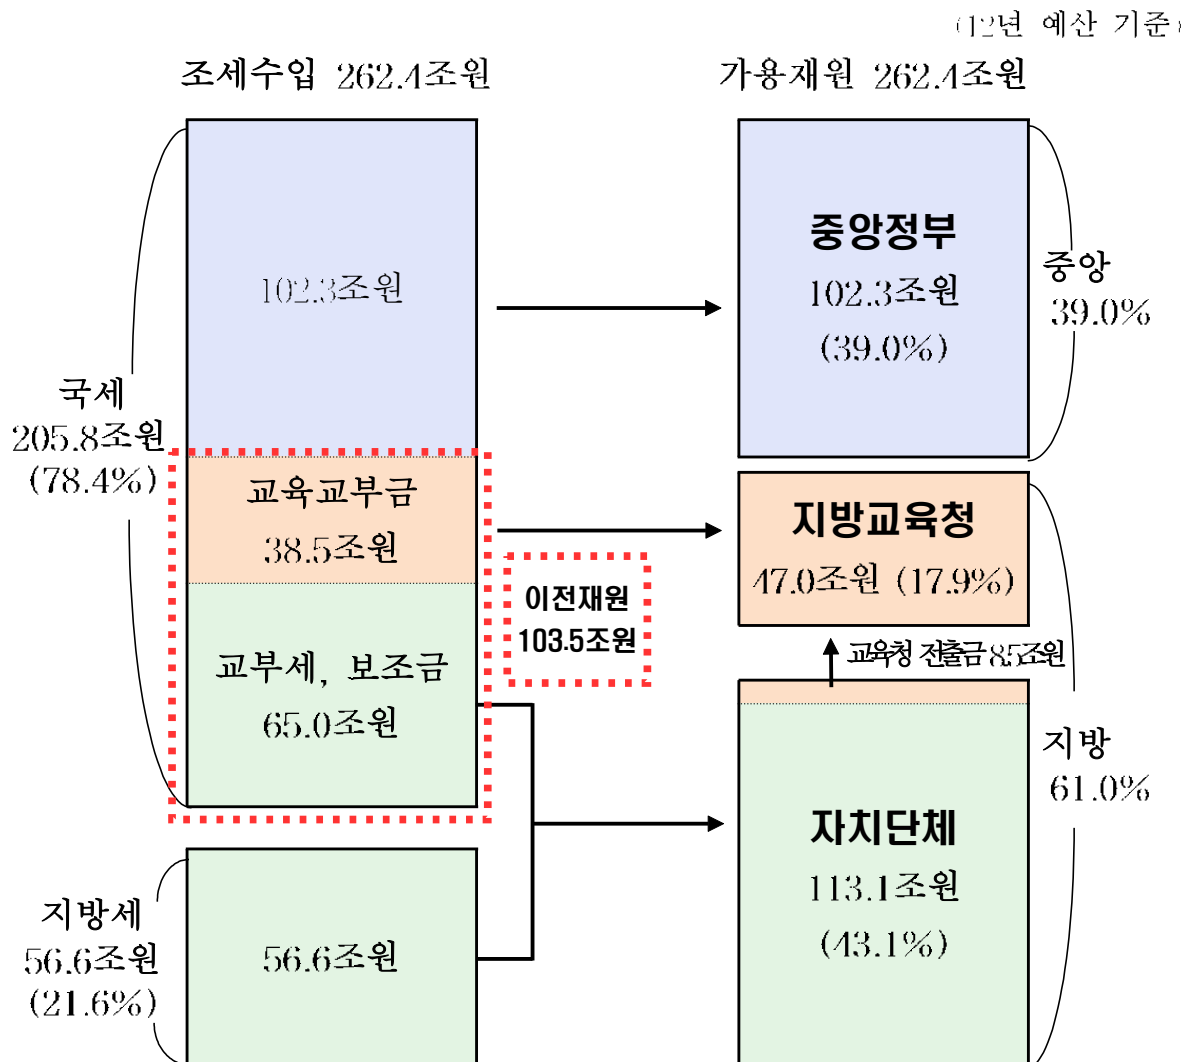 (12년 예산 기준)
조세수입 262.4조원
가용재원 262.4조원
102.3조원
중앙정부
102.3조원
(39.0%)
중앙
39.0%
국세
205.8조원
(78.4%)
교육교부금
38.5조원
지방교육청
47.0조원 (17.9%)
이전재원
103.5조원
교육청 전출금 8.5조원
교부세, 보조금
65.0조원
지방
61.0%
자치단체
113.1조원
(43.1%)
지방세
56.6조원
(21.6%)
56.6조원